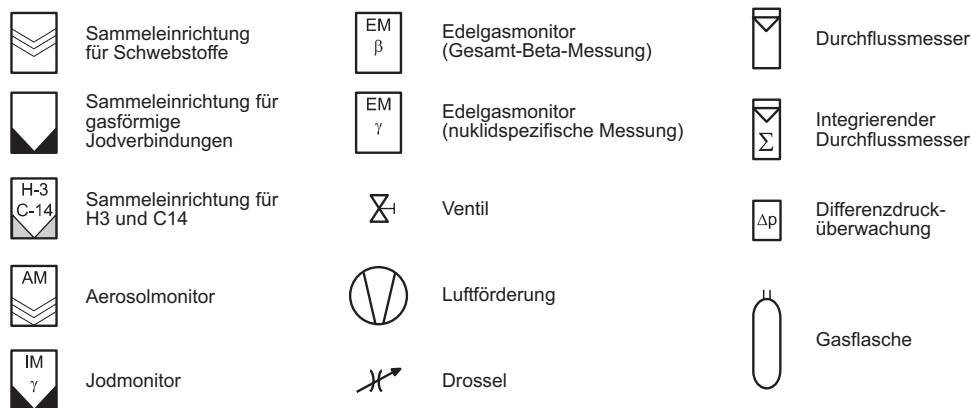 Sammeleinrichtung
für Schwebstoffe
Sammeleinrichtung für
gasförmige
Jodverbindungen
H-3
C-14
Sammeleinrichtung für
H3 und C14
AM
Aerosolmonitor
IM
γ
Jodmonitor
EM
β
Edelgasmonitor
(Gesamt-Beta-Messung)
EM
γ
Edelgasmonitor
(nuklidspezifische Messung)
Ventil
Luftförderung
Drossel
Durchflussmesser
Σ
Integrierender
Durchflussmesser
Δp
Differenzdruck-
überwachung
Gasflasche